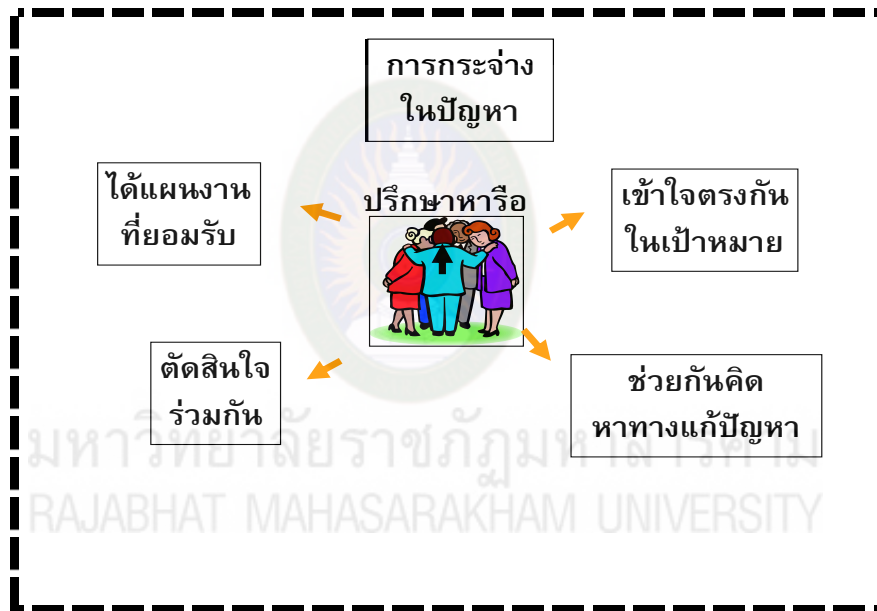 การกระจ่าง
ในปัญหา
ได้แผนงาน
ที่ยอมรับ
ปรึกษาหารือ
เข้าใจตรงกัน
ในเป้าหมาย
ตัดสินใจ
ร่วมกัน
ช่วยกันคิด
หาทางแก้ปัญหา
มหาวิทยาลัยราชภัฏมหาสารคาม
RAJABHAT MAHASARAKHAM UNIVERSITY